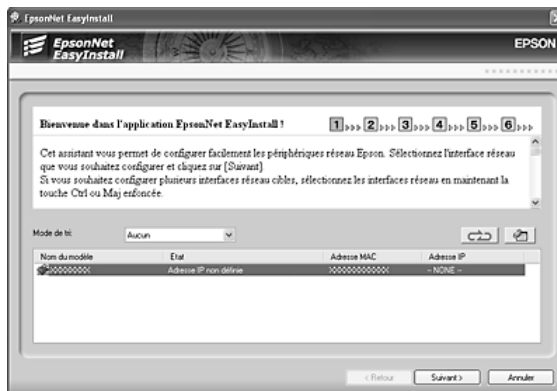 EpsonNet EasyInstall
EpsonNet
EasyInstall
EPSON
Bienvenue dans l'application EpsonNet EasyInstall !
1 >>> 2 >>> 3 >>> 4 >>> 5 >>> 6 >>>
Cet assistant vous permet de configurer facilement les périphériques réseau Epson. Sélectionnez l'interface réseau
que vous souhaitez configurer et cliquez sur [Suivant]
Si vous souhaitez configurer plusieurs interfaces réseau cibles, sélectionnez les interfaces réseau en maintenant la
touche Ctrl ou Maj enfoncée.
Mode de tri: Aucun
Nom du modèle Etat Adresse MAC Adresse IP
XXXXXXXX Adresse IP non définie XXXXXXXXXXXX -- NONE --
< Retour Suivant > Annuler